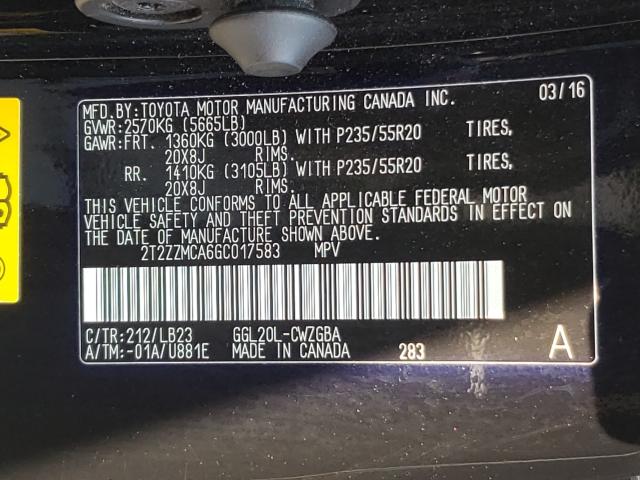 MFD.BY:TOYOTA MOTOR MANUFACTURING CANADA INC. 03/16
GVWR:2570KG (5665LB)
GAWR:FRT. 1360KG (3000LB) WITH P235/55R20 TIRES,
20X8J RIMS.
RR. 1410KG (3105LB) WITH P235/55R20 TIRES,
20X8J RIMS.
THIS VEHICLE CONFORMS TO ALL APPLICABLE FEDERAL MOTOR
VEHICLE SAFETY AND THEFT PREVENTION STANDARDS IN EFFECT ON
THE DATE OF MANUFACTURE SHOWN ABOVE.
2T2ZZMCA6GC017583 MPV
C/TR:212/LB23 GGL20L-CWZGBA
A/TM:-01A/U881E MADE IN CANADA 283 A